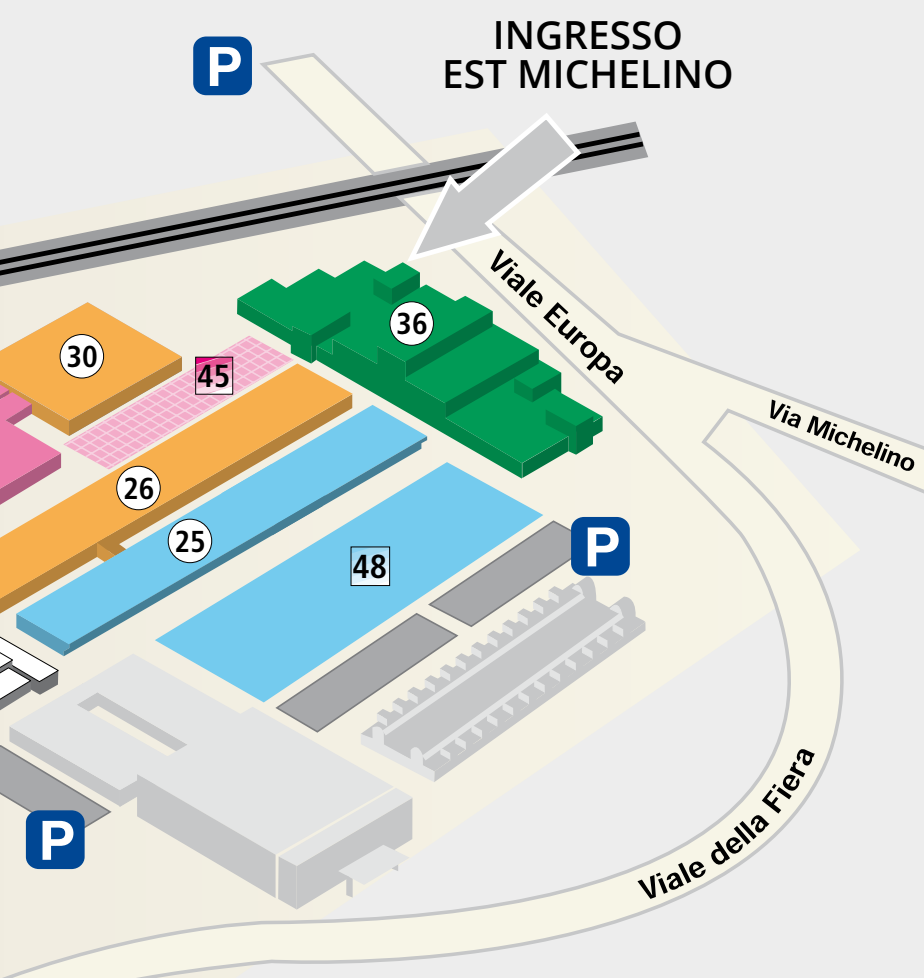 INGRESSO
EST MICHELINO
P
Viale Europa
36
30
45
Via Michelino
26
25
48
P
Viale della Fiera
P